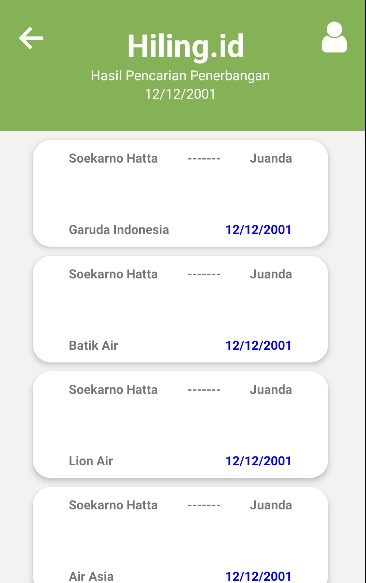 Hiling.id
Hasil Pencarian Penerbangan
12/12/2001
Soekarno Hatta ------- Juanda
Garuda Indonesia 12/12/2001
Soekarno Hatta ------- Juanda
Batik Air 12/12/2001
Soekarno Hatta ------- Juanda
Lion Air 12/12/2001
Soekarno Hatta ------- Juanda
Air Asia 12/12/2001